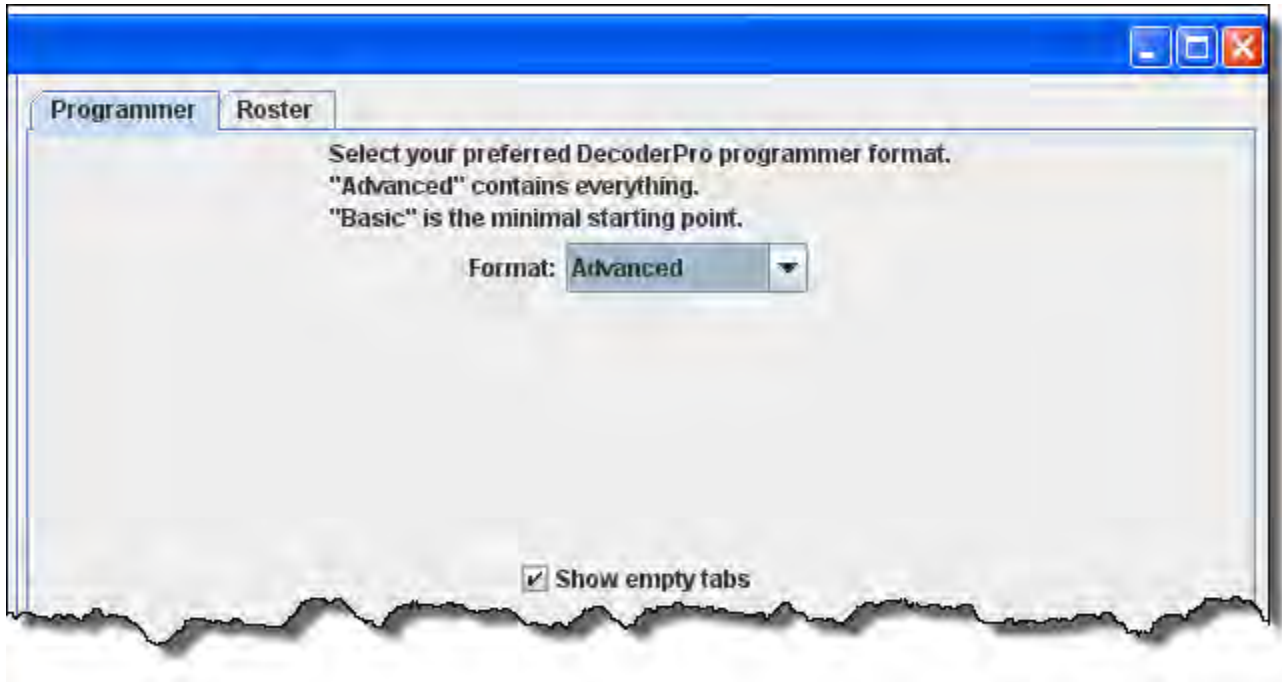 Programmer Roster
Select your preferred DecoderPro programmer format.
"Advanced" contains everything.
"Basic" is the minimal starting point.
Format: Advanced
Show empty tabs